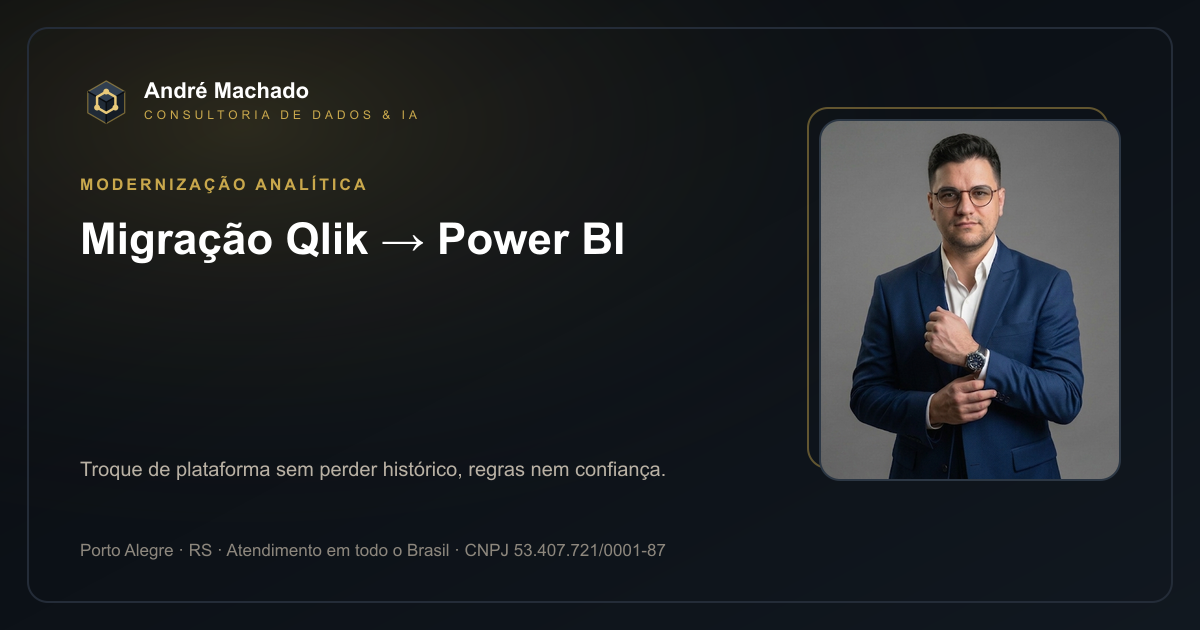 André Machado
CONSULTORIA DE DADOS & IA
MODERNIZAÇÃO ANALÍTICA
Migração Qlik → Power BI
Troque de plataforma sem perder histórico, regras nem confiança.
Porto Alegre · RS · Atendimento em todo o Brasil · CNPJ 53.407.721/0001-87